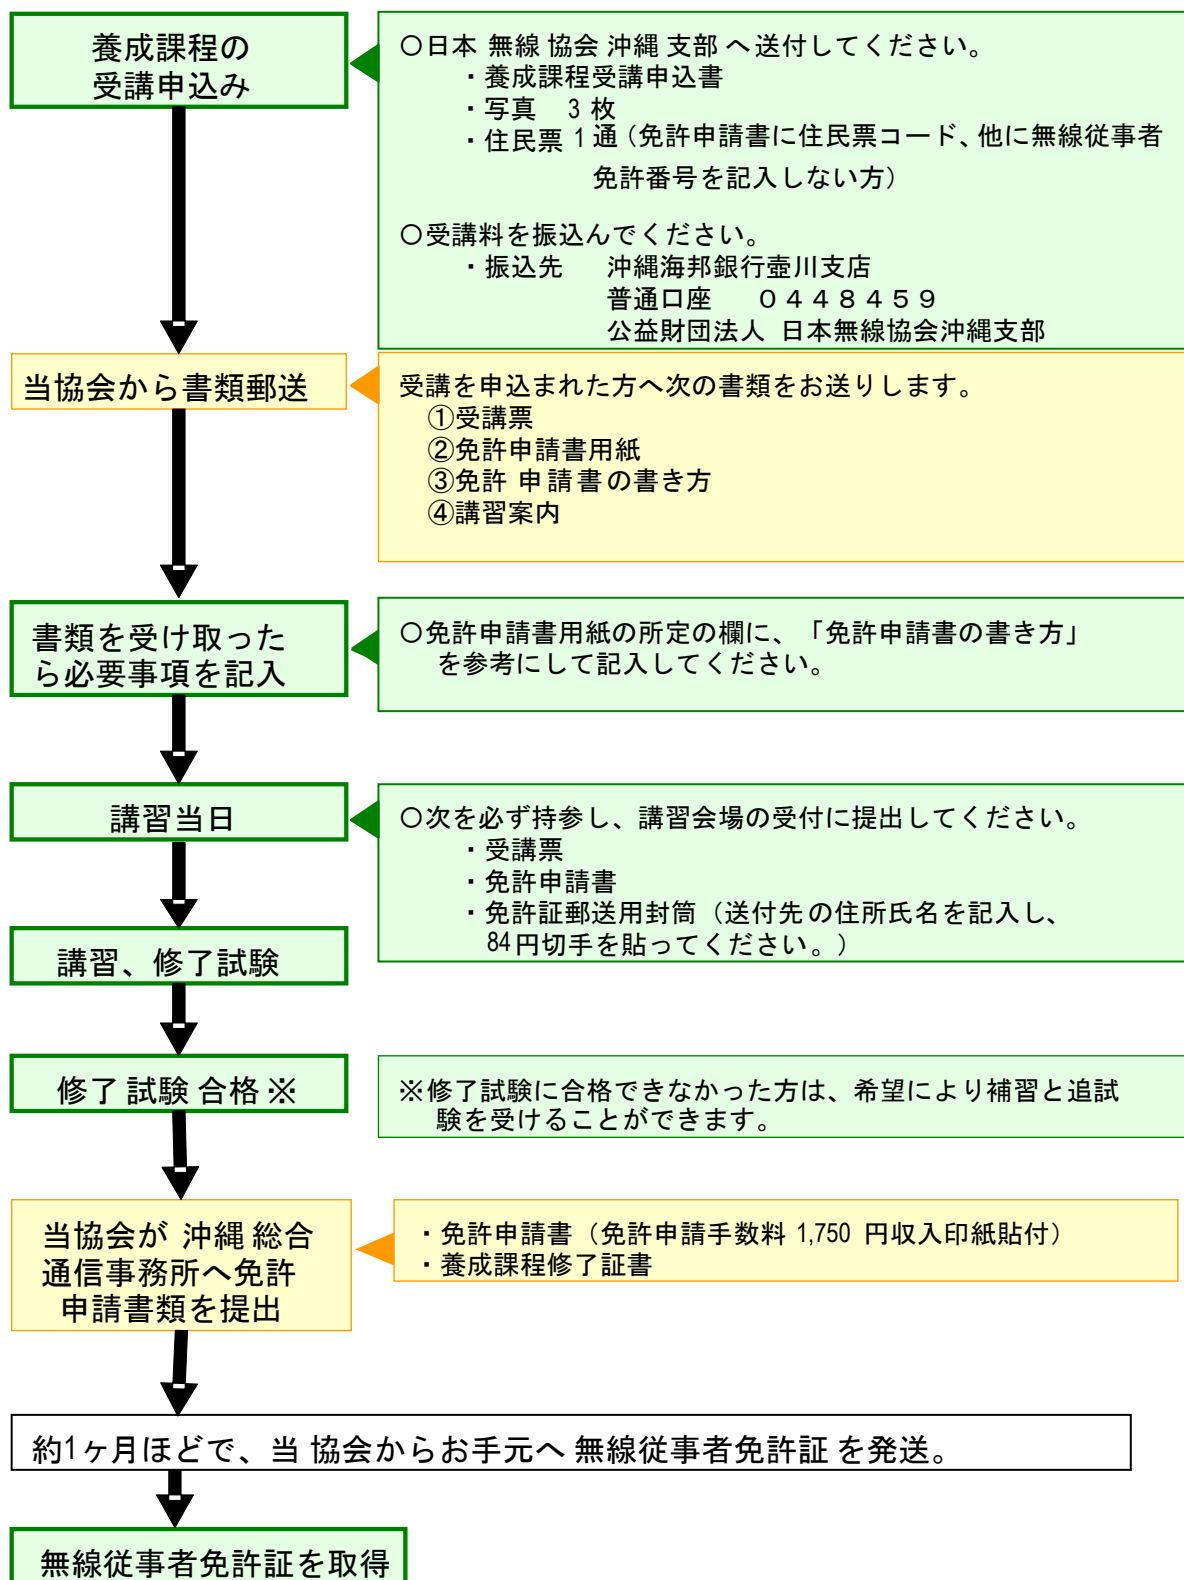 養成課程の
受講申込み
〇日本 無線 協会 沖縄 支部 へ 送付してください。
・養成課程受講申込書
・写真　3 枚
・住民票 1 通（免許申請書に住民票コード、他に無線従事者
免許番号を記入しない方）
〇受講料を振込んでください。
・振込先　沖縄海邦銀行壺川支店
普通口座　０４４８４５９
公益財団法人 日本無線協会沖縄支部
当協会から書類郵送
受講を申込まれた方へ次の書類をお送りします。
①受講票
②免許申請書用紙
③免許 申請書の書き方
④講習案内
書類を受け取った
ら必要事項を記入
〇免許申請書用紙の所定の欄に、「免許申請書の書き方」
を参考にして記入してください。
講習当日
〇次を必ず持参し、講習会場の受付に提出してください。
・受講票
・免許申請書
・免許証郵送用封筒（送付先の住所氏名を記入し、
84円切手を貼ってください。）
講習、修了試験
修了 試験 合格 ※
※修了試験に合格できなかった方は、希望により補習と追試
験を受けることができます。
当協会が 沖縄 総合
通信事務所へ免許
申請書類を提出
・免許申請書（免許申請手数料 1,750 円収入印紙貼付）
・養成課程修了証書
約1ヶ月ほどで、当 協会からお手元へ 無線従事者免許証 を発送。
無線従事者免許証を取得